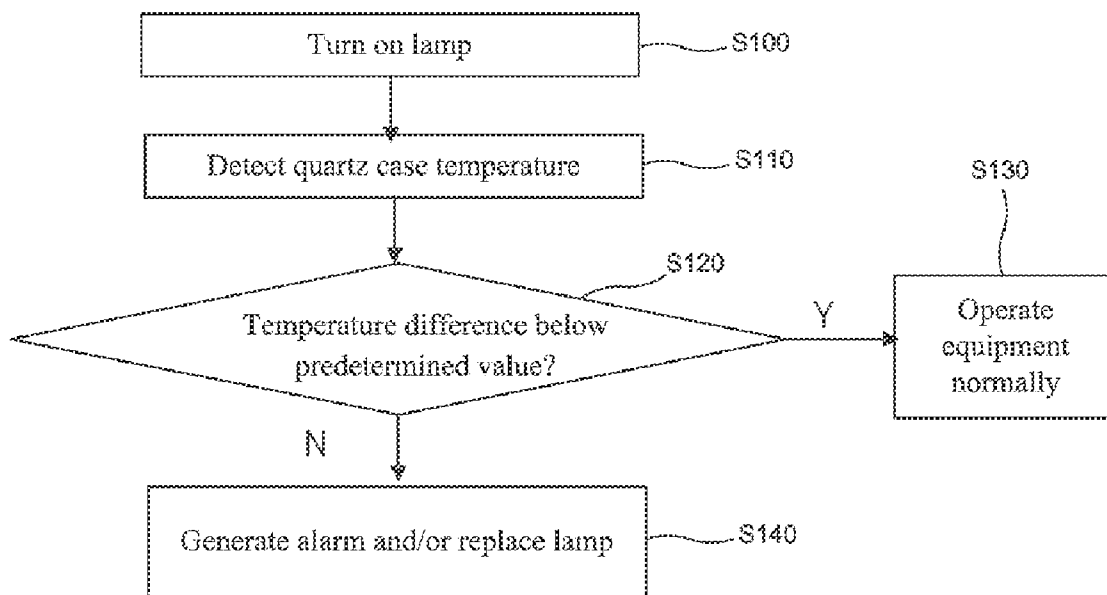 Turn on lamp
S100
Detect quartz case temperature
S110
S130
S120
Temperature difference below
predetermined value?
Y
Operate
equipment
normally
N
Generate alarm and/or replace lamp
S140